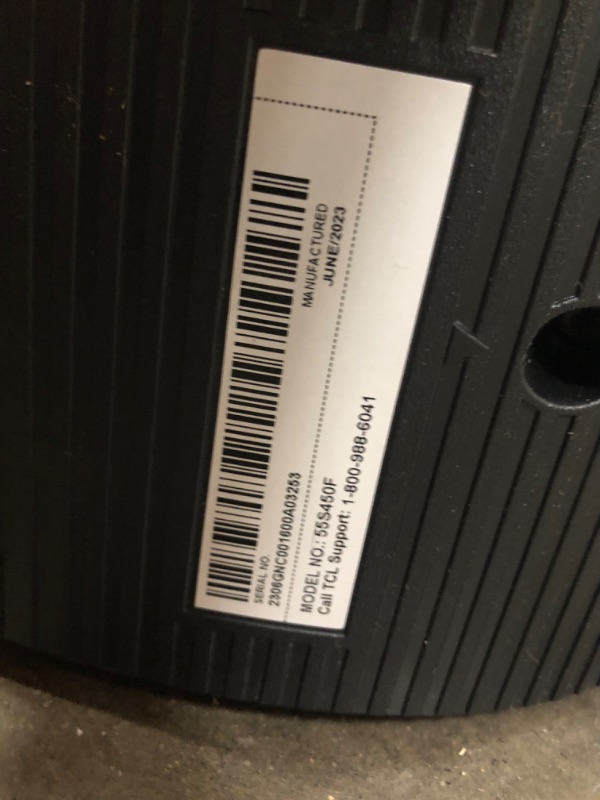 MANUFACTURED
JUNE/2023
SERIAL NO.
2306GNC001600A03253
MODEL NO.: 55S450F
Call TCL Support: 1-800-988-6041